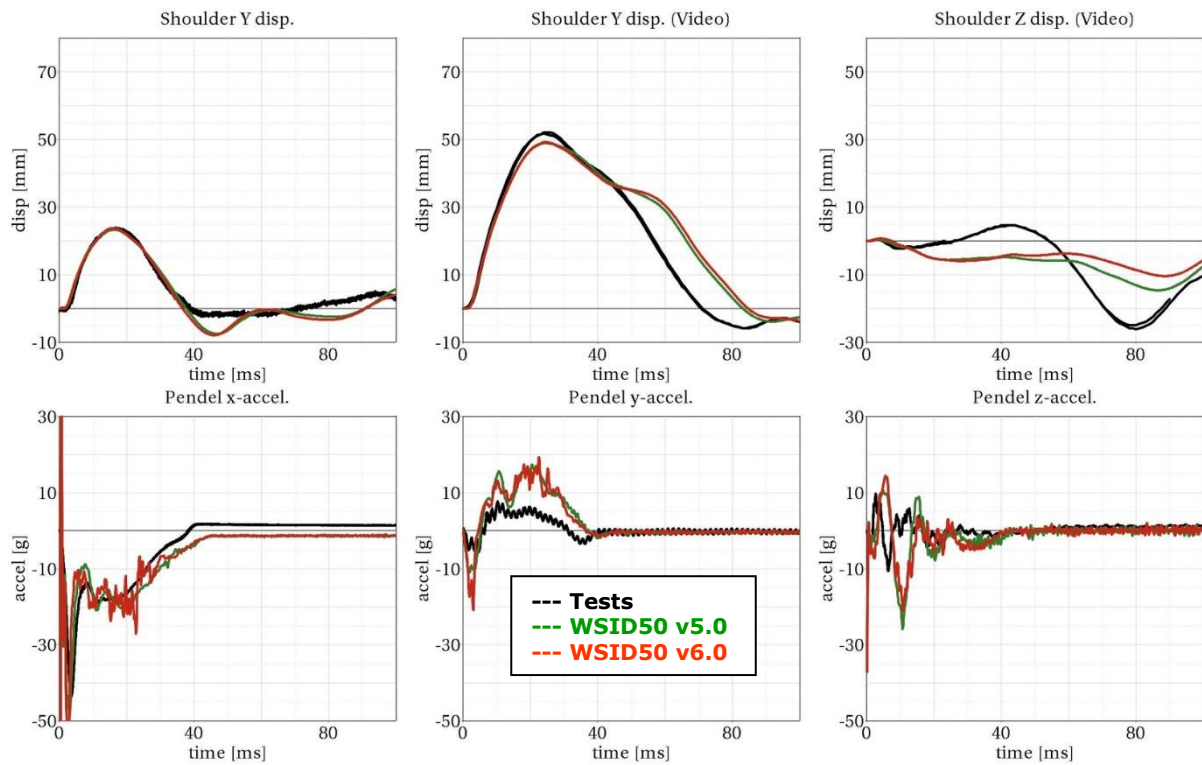 Shoulder Y disp.
Shoulder Y disp. (Video)
Shoulder Z disp. (Video)
disp [mm]
70
50
30
10
-10
0
40
80
time [ms]
disp [mm]
70
50
30
10
-10
0
40
80
time [ms]
disp [mm]
50
30
10
-10
-30
0
40
80
time [ms]
Pendel x-accel.
Pendel y-accel.
Pendel z-accel.
accel [g]
30
10
-10
-30
-50
0
40
80
time [ms]
accel [g]
30
10
-10
-30
-50
0
40
80
time [ms]
accel [g]
30
10
-10
-30
-50
0
40
80
time [ms]
--- Tests
--- WSID50 v5.0
--- WSID50 v6.0